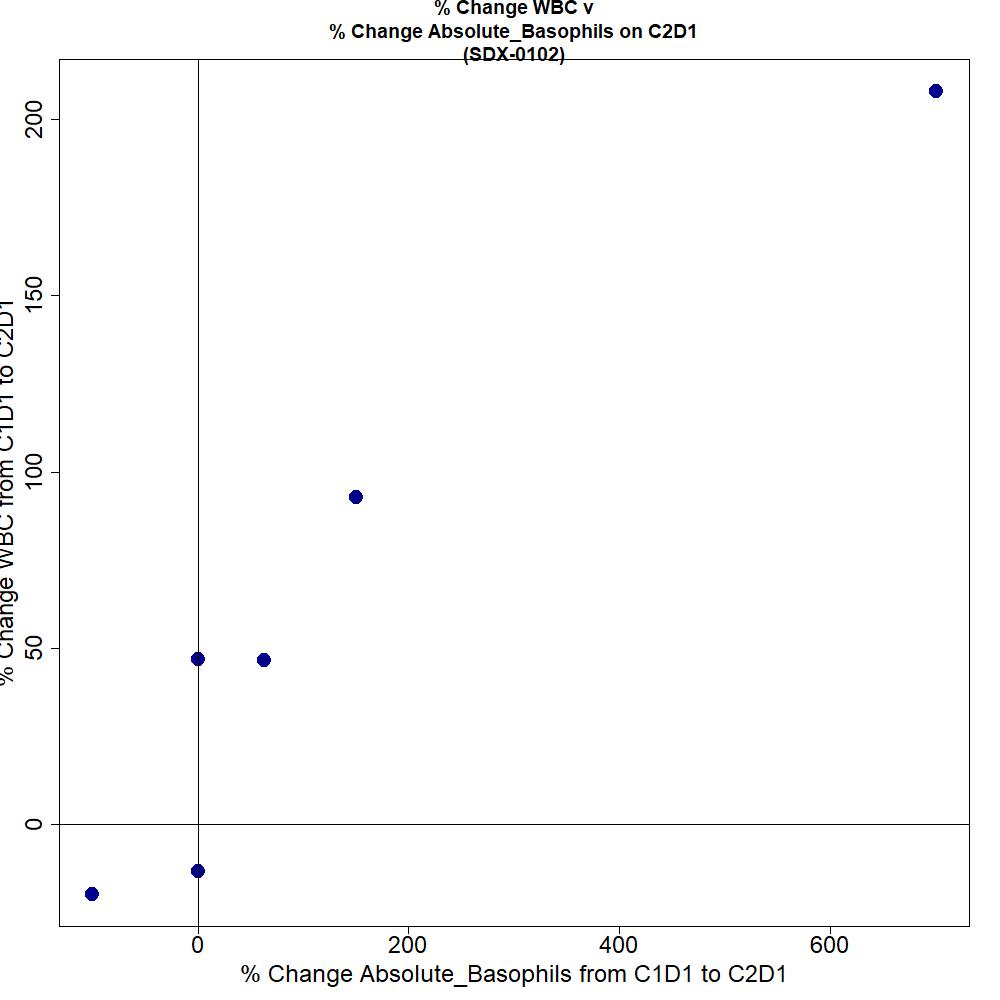 % Change WBC v
% Change Absolute_Basophils on C2D1
(SDX-0102)
% Change WBC from C1D1 to C2D1
200
150
100
50
0
0 200 400 600
% Change Absolute_Basophils from C1D1 to C2D1